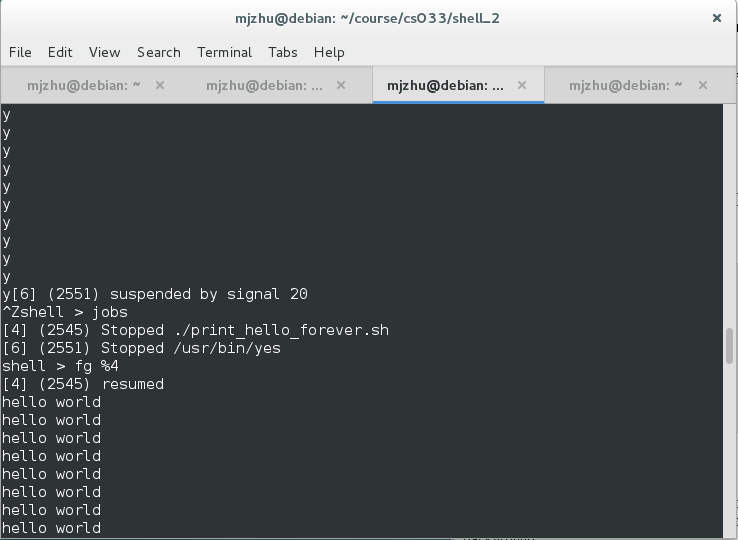 mjzhu@debian: ~/course/cs033/shell_2
File Edit View Search Terminal Tabs Help
mjzhu@debian: ~ mjzhu@debian: ... mjzhu@debian: ... mjzhu@debian: ~
y
y
y
y
y
y
y
y
y
y
y[6] (2551) suspended by signal 20
^Zshell > jobs
[4] (2545) Stopped ./print_hello_forever.sh
[6] (2551) Stopped /usr/bin/yes
shell > fg %4
[4] (2545) resumed
hello world
hello world
hello world
hello world
hello world
hello world
hello world
hello world